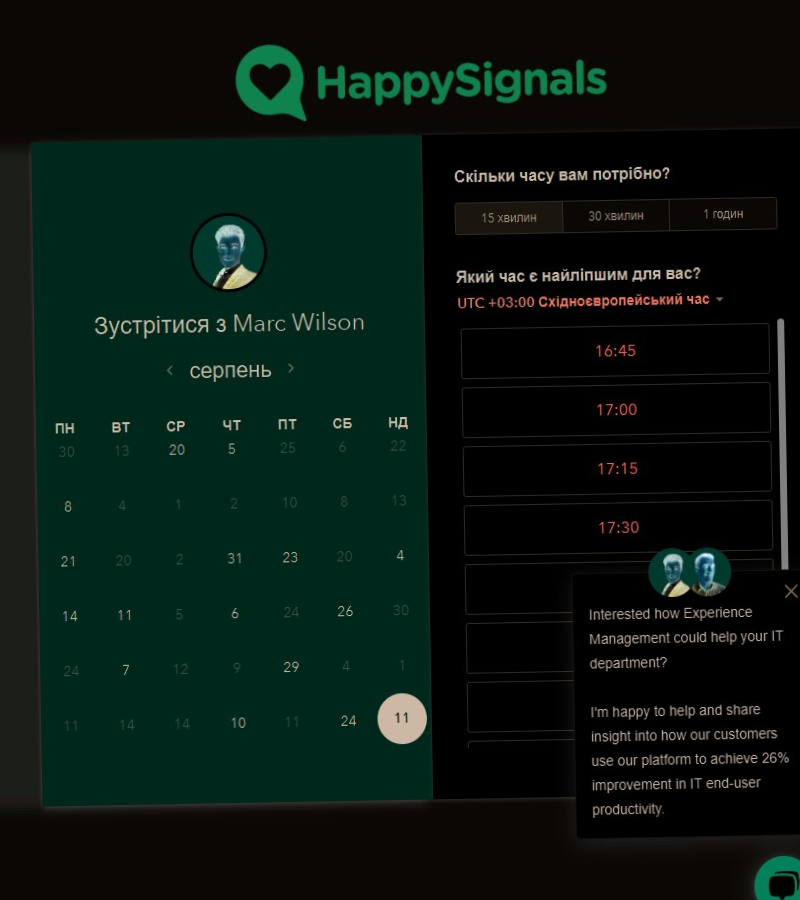 HappySignals
Зустрітися з Marc Wilson
серпень
ПН ВТ СР ЧТ ПТ СБ НД
30 13 20 5 25 6 22
8 4 1 2 10 8 13
21 20 2 31 23 20 4
14 11 5 6 24 26 30
24 7 12 9 29 4 1
11 14 14 10 11 24 11
Скільки часу вам потрібно?
15 хвилин 30 хвилин 1 годин
Який час є найліпшим для вас?
UTC +03:00 Східноєвропейський час
16:45
17:00
17:15
17:30
Interested how Experience
Management could help your IT
department?
I'm happy to help and share
insight into how our customers
use our platform to achieve 26%
improvement in IT end-user
productivity.